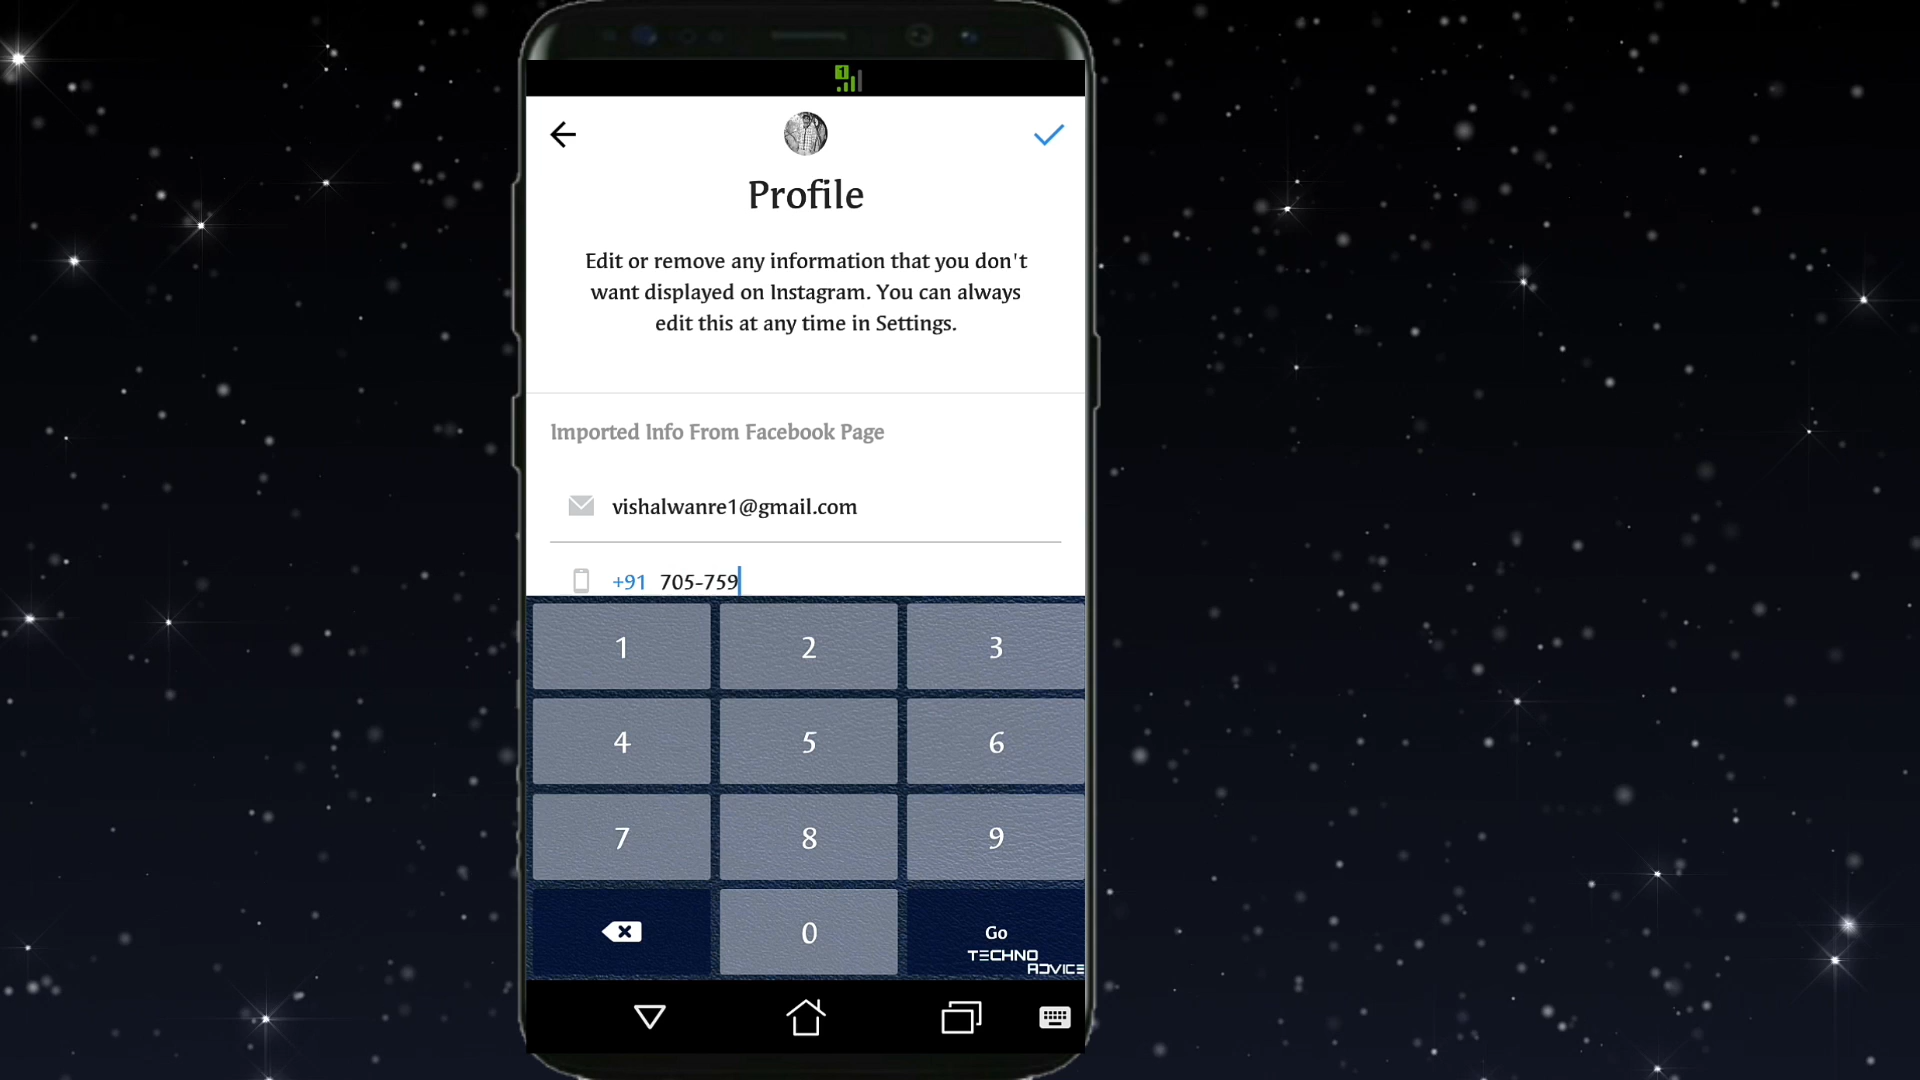 1
Profile
Edit or remove any information that you don't
want displayed on Instagram. You can always
edit this at any time in Settings.
Imported Info From Facebook Page
vishalwanre1@gmail.com
+91 705-759
1 2 3
4 5 6
7 8 9
0 Go
TECHNO
ADVICE